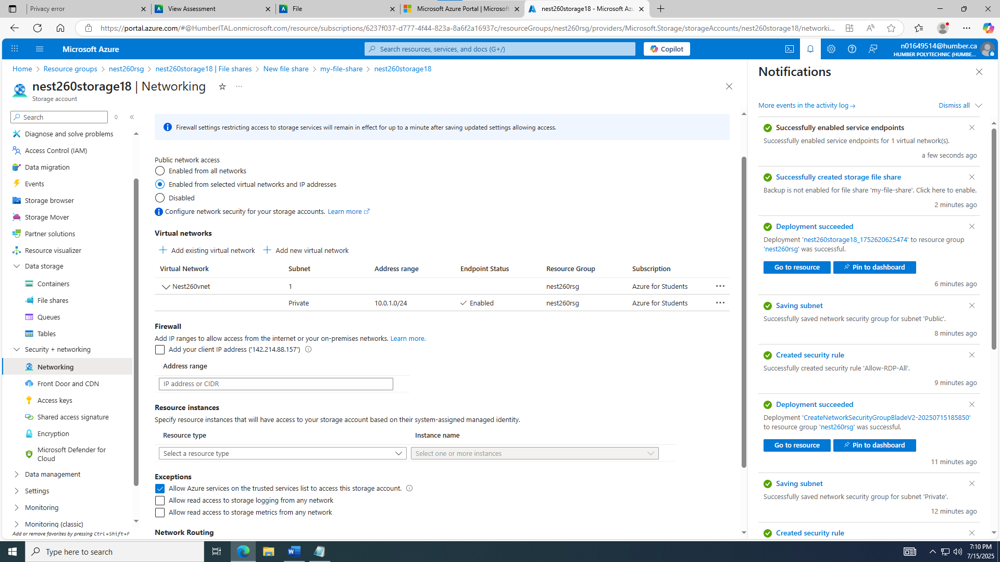 Privacy error
View Assessment
File
Microsoft Azure Portal | Microsoft
nest260storage18 - Microsoft Azu
https://portal.azure.com/#@HumberITAL.onmicrosoft.com/resource/subscriptions/6237f037-d777-4f44-823a-8a6f2a16937c/resourceGroups/nest260rsg/providers/Microsoft.Storage/storageAccounts/nest260storage18/networki...
Microsoft Azure
Search resources, services, and docs (G+/)
Copilot
n01649514@humber.ca
HUMBER POLYTECHNIC (HUMBE...
Home > Resource groups > nest260rsg > nest260storage18 | File shares > New file share > my-file-share > nest260storage18
nest260storage18 | Networking
Storage account
Search
Diagnose and solve problems
Access Control (IAM)
Data migration
Events
Storage browser
Storage Mover
Partner solutions
Resource visualizer
Data storage
Containers
File shares
Queues
Tables
Security + networking
Networking
Front Door and CDN
Access keys
Shared access signature
Encryption
Microsoft Defender for
Cloud
Data management
Settings
Monitoring
Monitoring (classic)
Add or remove favorites by pressing Ctrl+Shift+F
Firewall settings restricting access to storage services will remain in effect for up to a minute after saving updated settings allowing access.
Public network access
Enabled from all networks
Enabled from selected virtual networks and IP addresses
Disabled
Configure network security for your storage accounts. Learn more
Virtual networks
Add existing virtual network
Add new virtual network
Virtual Network Subnet Address range Endpoint Status Resource Group Subscription
Nest260vnet 1 nest260rsg Azure for Students
Private 10.0.1.0/24 Enabled nest260rsg Azure for Students
Firewall
Add IP ranges to allow access from the internet or your on-premises networks. Learn more.
Add your client IP address ('142.214.88.157')
Address range
IP address or CIDR
Resource instances
Specify resource instances that will have access to your storage account based on their system-assigned managed identity.
Resource type Instance name
Select a resource type Select one or more instances
Exceptions
Allow Azure services on the trusted services list to access this storage account.
Allow read access to storage logging from any network
Allow read access to storage metrics from any network
Network Routing
Notifications
More events in the activity log →
Dismiss all
Successfully enabled service endpoints
Successfully enabled service endpoints for 1 virtual network(s).
a few seconds ago
Successfully created storage file share
Backup is not enabled for file share 'my-file-share'. Click here to enable.
2 minutes ago
Deployment succeeded
Deployment 'nest260storage18_1752620625474' to resource group
'nest260rsg' was successful.
Go to resource
Pin to dashboard
6 minutes ago
Saving subnet
Successfully saved network security group for subnet 'Public'.
8 minutes ago
Created security rule
Successfully created security rule 'Allow-RDP-All'.
9 minutes ago
Deployment succeeded
Deployment 'CreateNetworkSecurityGroupBladeV2-20250715185850'
to resource group 'nest260rsg' was successful.
Go to resource
Pin to dashboard
11 minutes ago
Saving subnet
Successfully saved network security group for subnet 'Private'.
12 minutes ago
Created security rule
Type here to search
7:10 PM
7/15/2025